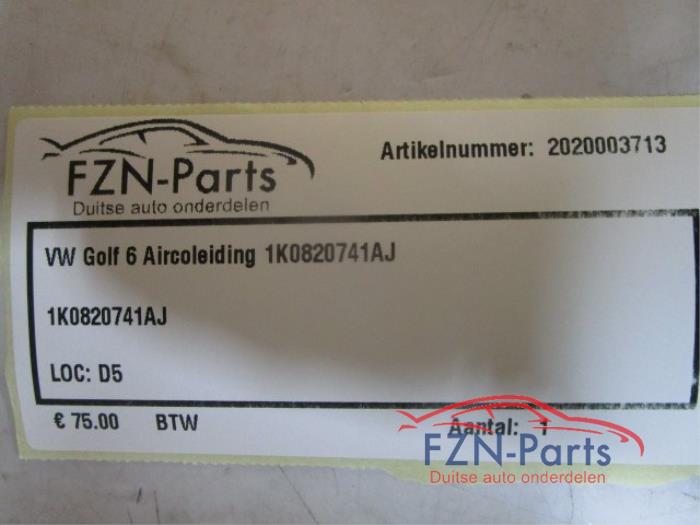 FZN-Parts
Duitse auto onderdelen
Artikelnummer: 2020003713
VW Golf 6 Aircoleiding 1K0820741AJ
1K0820741AJ
LOC: D5
€ 75.00 BTW Aantal: 1
FZN-Parts
Duitse auto onderdelen